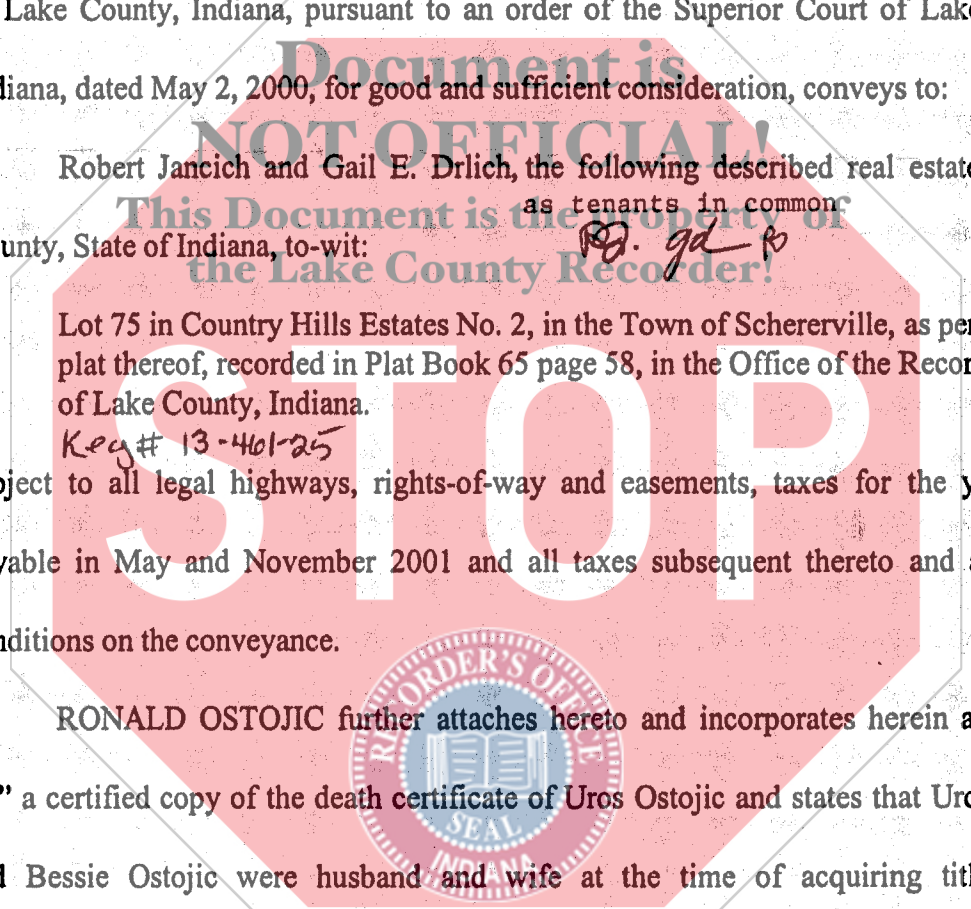 Lake County, Indiana, pursuant to an order of the Superior Court of Lake
Document is
diana, dated May 2, 2000, for good and sufficient consideration, conveys to:
NOT OFFICIAL!
Robert Jancich and Gail E. Drlich, the following described real estate
This Document is the property of
as tenants in common
unty, State of Indiana, to-wit:
the Lake County Recorder!
Lot 75 in Country Hills Estates No. 2, in the Town of Schererville, as per
plat thereof, recorded in Plat Book 65 page 58, in the Office of the Recor
of Lake County, Indiana.
Key# 13-461-25
STOP
bject to all legal highways, rights-of-way and easements, taxes for the y
yable in May and November 2001 and all taxes subsequent thereto and a
nditions on the conveyance.
RECORDER'S OFFICE
RONALD OSTOJIC further attaches hereto and incorporates herein a
" a certified copy of the death certificate of Uros Ostojic and states that Uro
SEAL
INDIANA
d Bessie Ostojic were husband and wife at the time of acquiring titl